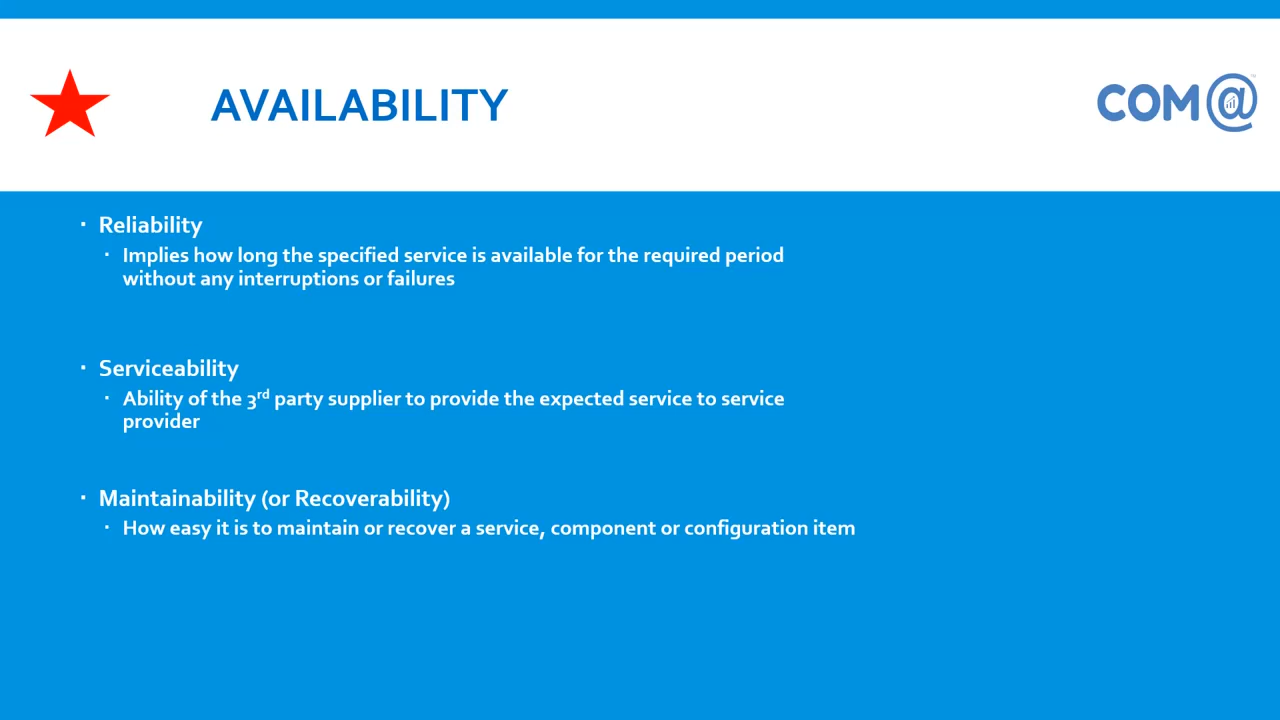 AVAILABILITY
COM@
▪ Reliability
▪ Implies how long the specified service is available for the required period
without any interruptions or failures
▪ Serviceability
▪ Ability of the 3rd party supplier to provide the expected service to service
provider
▪ Maintainability (or Recoverability)
▪ How easy it is to maintain or recover a service, component or configuration item